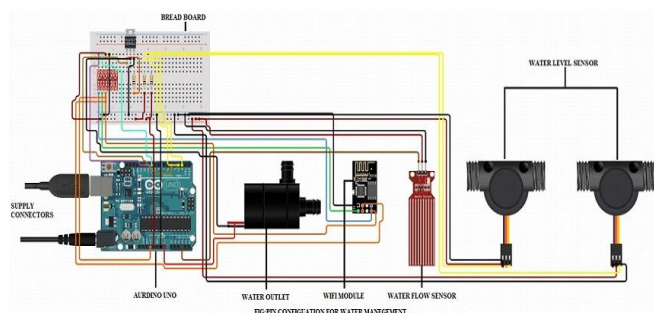 BREAD BOARD
WATER LEVEL SENSOR
SUPPLY
CONNECTORS
UNO
AURDINO UNO
WATER OUTLET
WIFI MODULE
WATER FLOW SENSOR
FIG:PIN CONFIGUATION FOR WATER MANEGEMENT